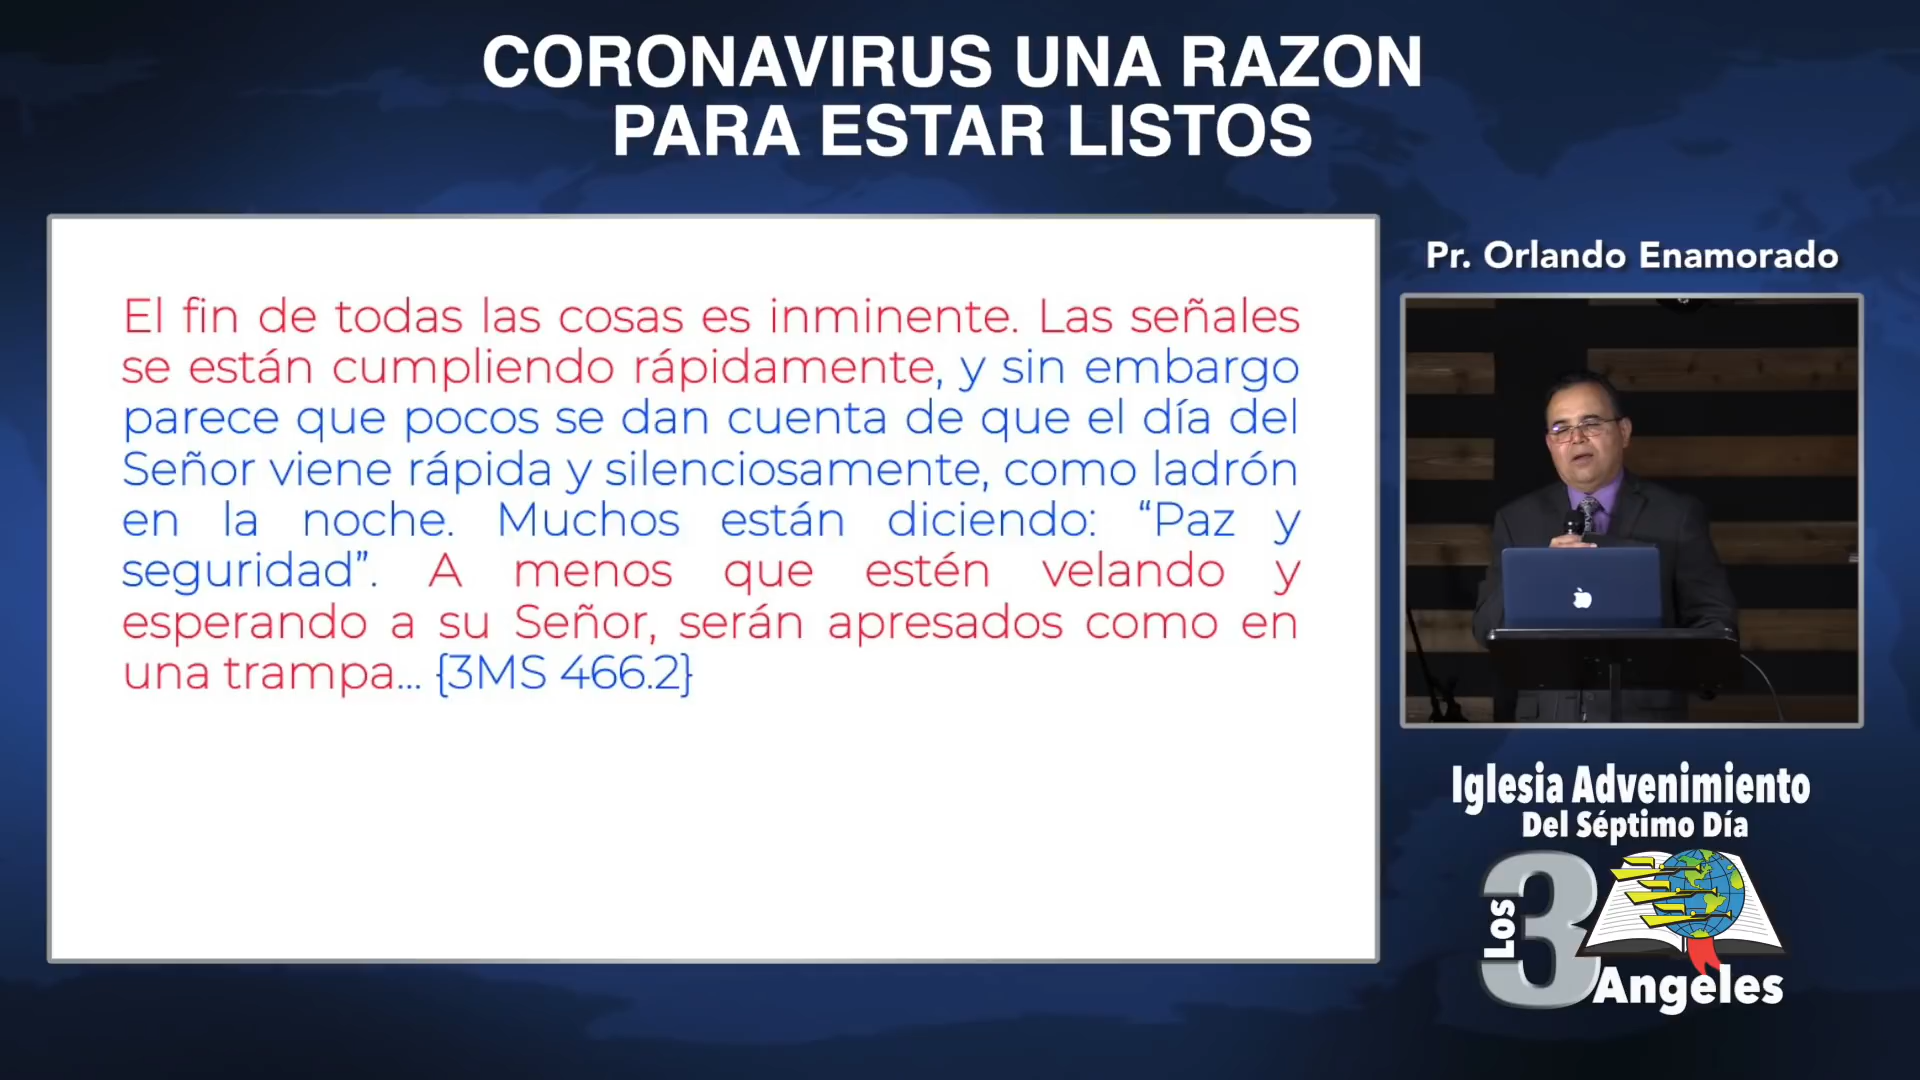 CORONAVIRUS UNA RAZON
PARA ESTAR LISTOS
El fin de todas las cosas es inminente. Las señales
se están cumpliendo rápidamente, y sin embargo
parece que pocos se dan cuenta de que el día del
Señor viene rápida y silenciosamente, como ladrón
en la noche. Muchos están diciendo: “Paz y
seguridad”. A menos que estén velando y
esperando a su Señor, serán apresados como en
una trampa... {3MS 466.2}
Pr. Orlando Enamorado
Iglesia Advenimiento
Del Séptimo Día
Los 3
Angeles